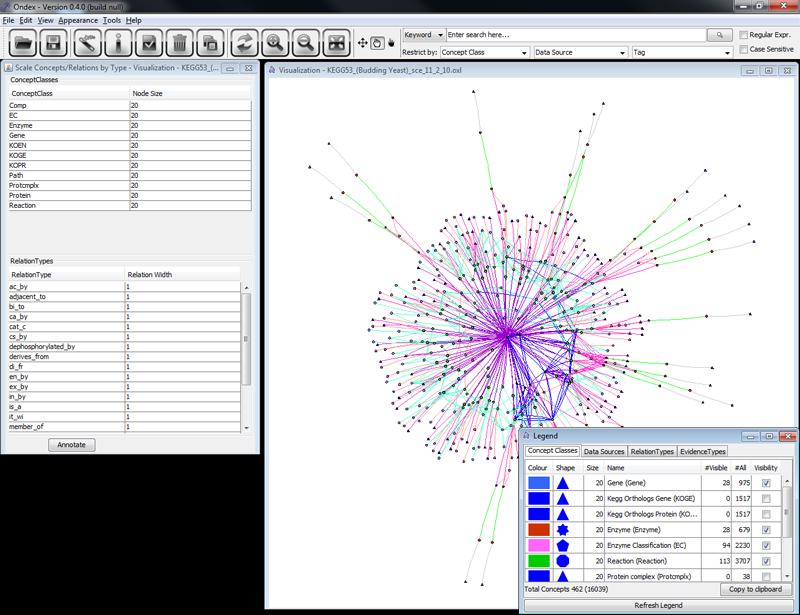 Ondex - Version 0.4.0 (build null)
File Edit View Appearance Tools Help
Keyword Enter search here... Regular Expr.
Restrict by: Concept Class Data Source Tag Case Sensitive
Scale Concepts/Relations by Type - Visualization - KEGG53_(...
ConceptClasses
ConceptClass Node Size
Comp 20
EC 20
Enzyme 20
Gene 20
KOEN 20
KOGE 20
KOPR 20
Path 20
Protcmplx 20
Protein 20
Reaction 20
RelationTypes
RelationType Relation Width
ac_by 1
adjacent_to 1
bi_to 1
ca_by 1
cat_c 1
cs_by 1
dephosphorylated_by 1
derives_from 1
di_fr 1
en_by 1
ex_by 1
in_by 1
is_a 1
it_wi 1
member_of 1
Annotate
Visualization - KEGG53_(Budding Yeast)_sce_11_2_10.oxl
Legend
Concept Classes Data Sources RelationTypes EvidenceTypes
Colour Shape Size Name #Visible #All Visibility
20 Gene (Gene) 28 975
20 Kegg Orthologs Gene (KOGE) 0 1517
20 Kegg Orthologs Protein (KO... 0 1517
20 Enzyme (Enzyme) 28 679
20 Enzyme Classification (EC) 94 2230
20 Reaction (Reaction) 113 3707
20 Protein complex (Protcmplx) 0 38
Total Concepts 462 (16039) Copy to clipboard
Refresh Legend